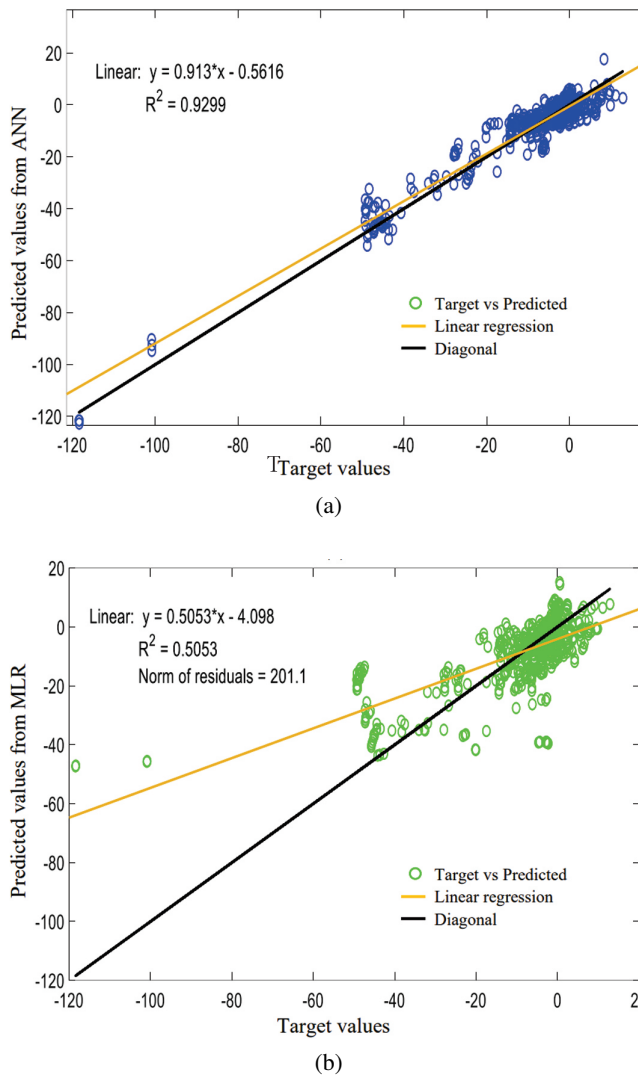 20
0
-20
-40
-60
-80
-100
-120
Predicted values from ANN
Linear: y = 0.913*x - 0.5616
R2 = 0.9299
Target vs Predicted
Linear regression
Diagonal
-120 -100 -80 -60 -40 -20 0
TTarget values
(a)
20
0
-20
-40
-60
-80
-100
-120
Predicted values from MLR
Linear: y = 0.5053*x - 4.098
R2 = 0.5053
Norm of residuals = 201.1
Target vs Predicted
Linear regression
Diagonal
-120 -100 -80 -60 -40 -20 0 2
Target values
(b)